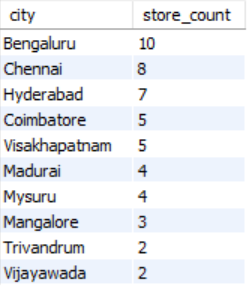 city store_count
Bengaluru 10
Chennai 8
Hyderabad 7
Coimbatore 5
Visakhapatnam 5
Madurai 4
Mysuru 4
Mangalore 3
Trivandrum 2
Vijayawada 2